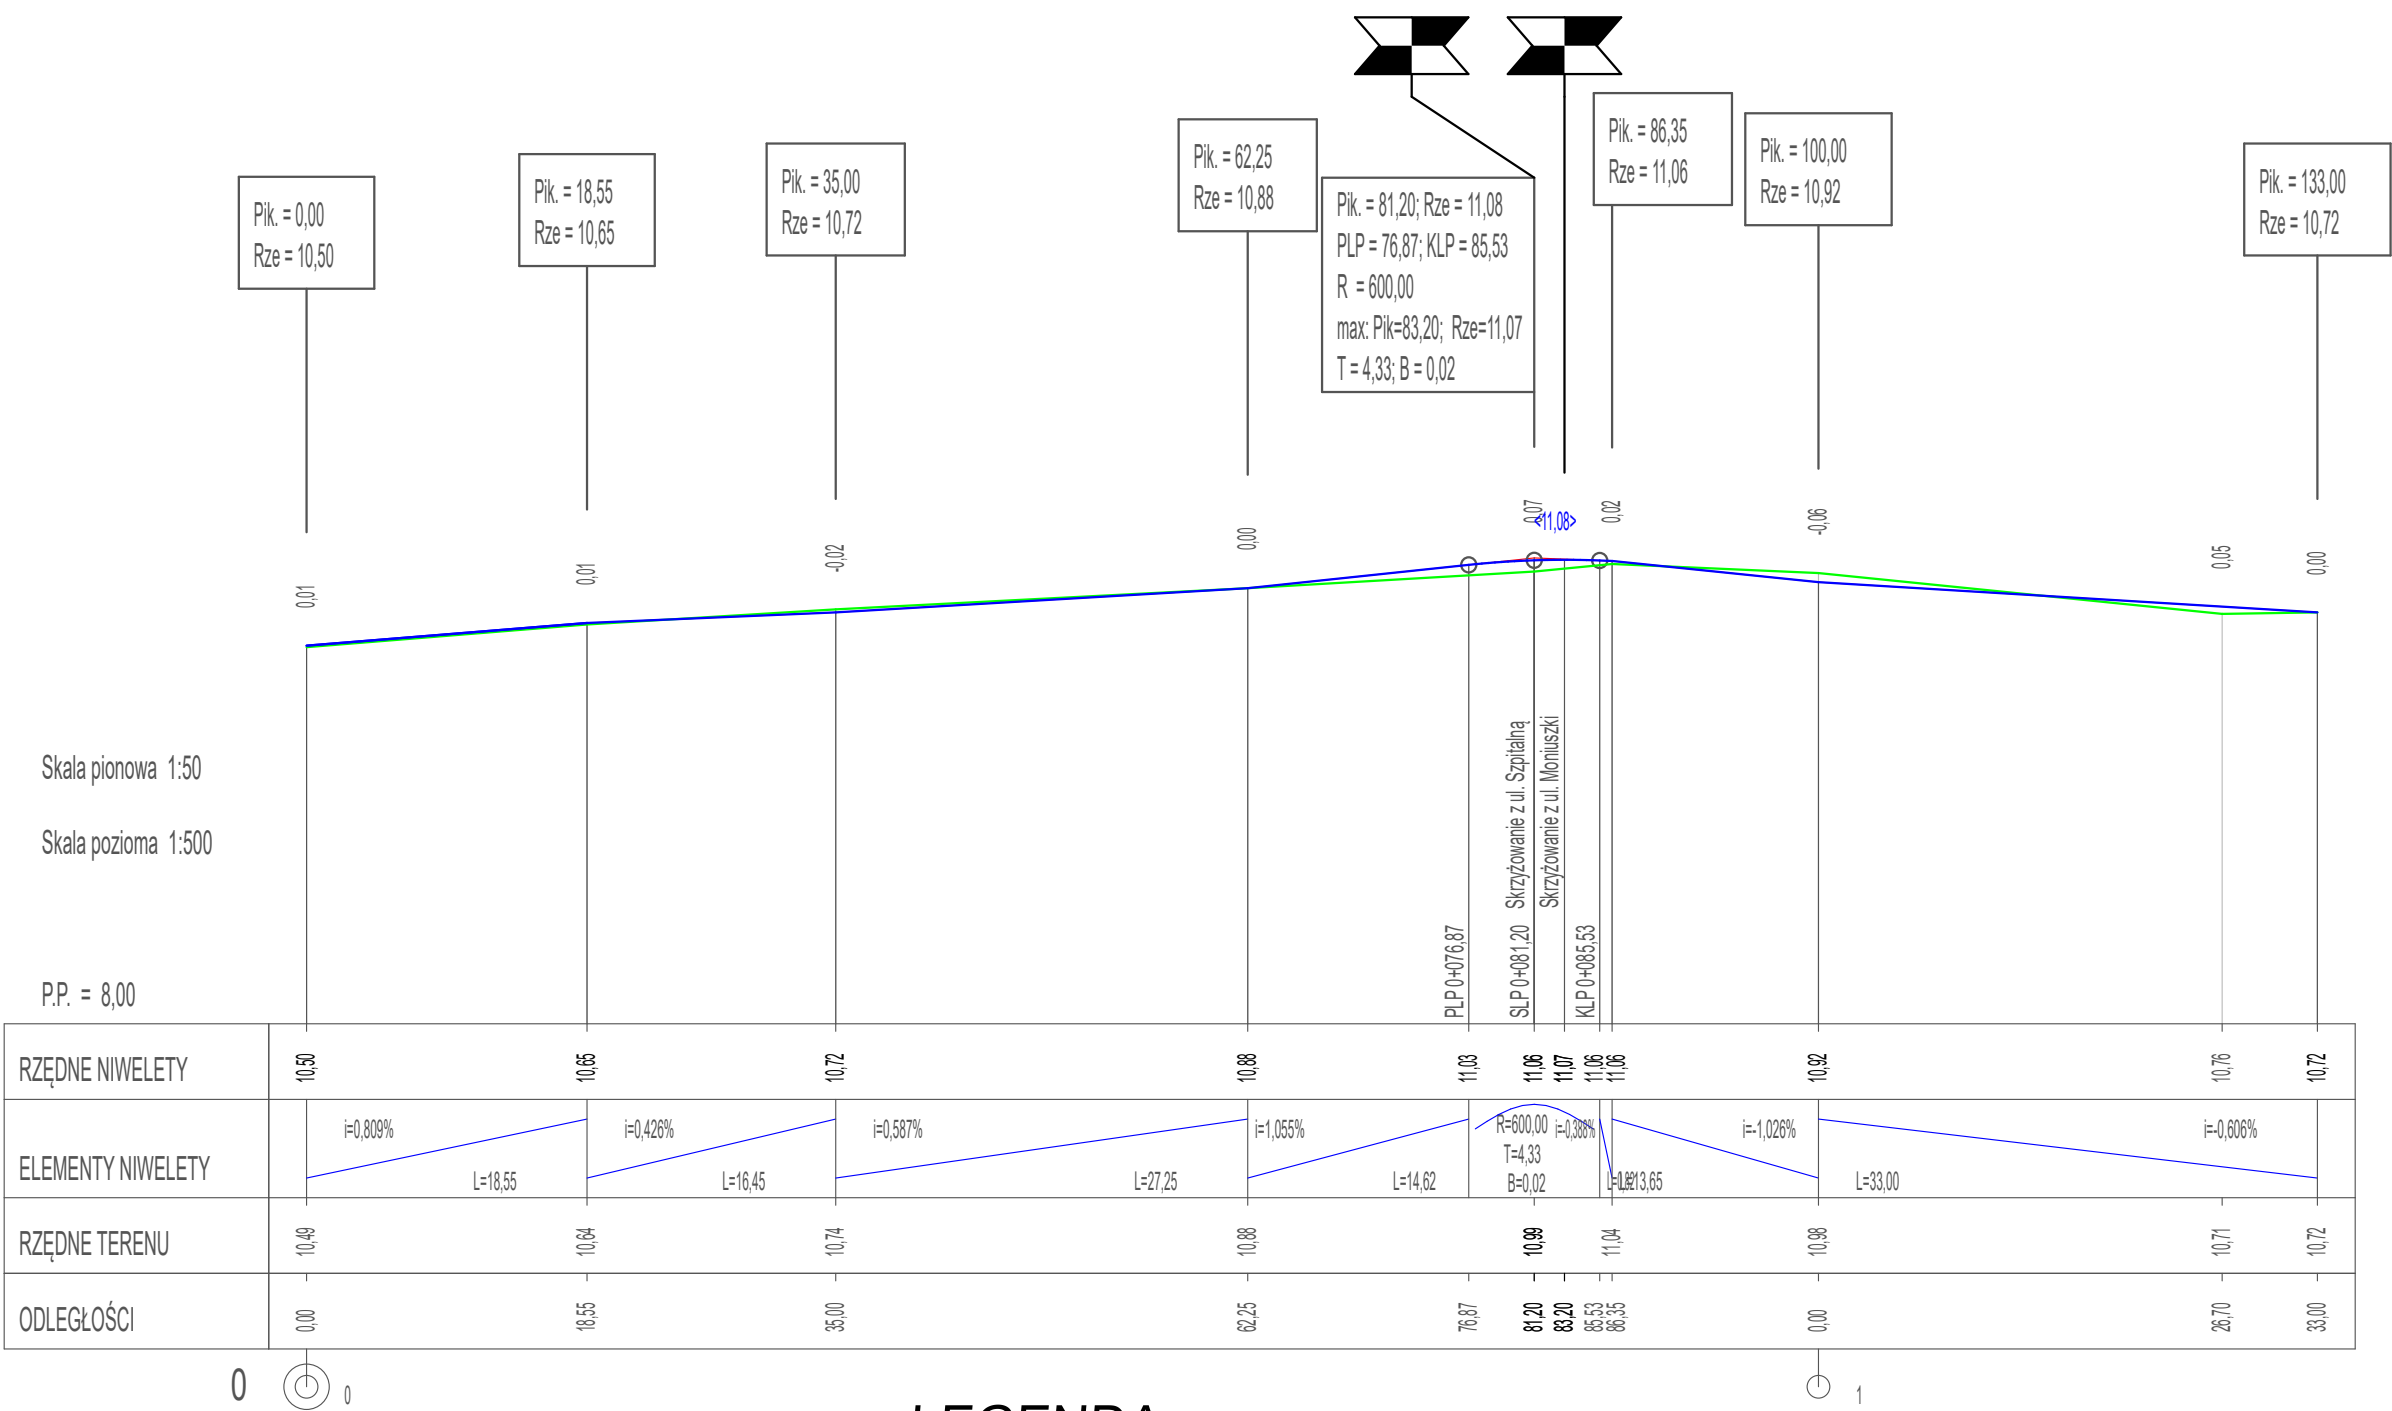 Pik. = 0,00
Rze = 10,50
Pik. = 18,55
Rze = 10,65
Pik. = 35,00
Rze = 10,72
Pik. = 62,25
Rze = 10,88
Pik. = 81,20; Rze = 11,08
PLP = 76,87; KLP = 85,53
R = 600,00
max: Pik=83,20; Rze=11,07
T = 4,33; B = 0,02
Pik. = 86,35
Rze = 11,06
Pik. = 100,00
Rze = 10,92
Pik. = 133,00
Rze = 10,72
0,01
0,01
-0,02
0,00
0,07
<11,08>
0,02
-0,06
0,05
0,00
Skala pionowa 1:50
Skala pozioma 1:500
P.P. = 8,00
PLP 0+076,87
SLP 0+081,20 Skrzyżowanie z ul. Szpitalną
Skrzyżowanie z ul. Moniuszki
KLP 0+085,53
RZĘDNE NIWELETY
10,50
10,65
10,72
10,88
11,03
11,06
11,07
11,06
11,06
10,92
10,76
10,72
ELEMENTY NIWELETY
i=0,809%
L=18,55
i=0,426%
L=16,45
i=0,587%
L=27,25
i=1,055%
L=14,62
R=600,00
T=4,33
B=0,02
i=-0,388%
L=13,65
i=-1,026%
L=33,00
i=-0,606%
RZĘDNE TERENU
10,49
10,64
10,74
10,88
10,99
11,04
10,98
10,71
10,72
ODLEGŁOŚCI
0,00
18,55
35,00
62,25
76,87
81,20
83,20
85,53
86,35
0,00
26,70
33,00
0
0
1
LEGENDA